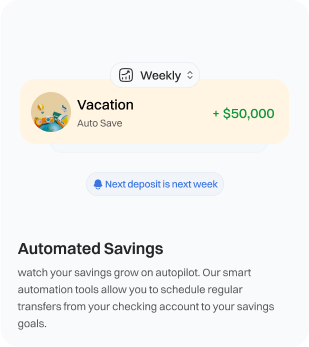 Weekly
Vacation
Auto Save
+ $50,000
Next deposit is next week
Automated Savings
watch your savings grow on autopilot. Our smart
automation tools allow you to schedule regular
transfers from your checking account to your savings
goals.